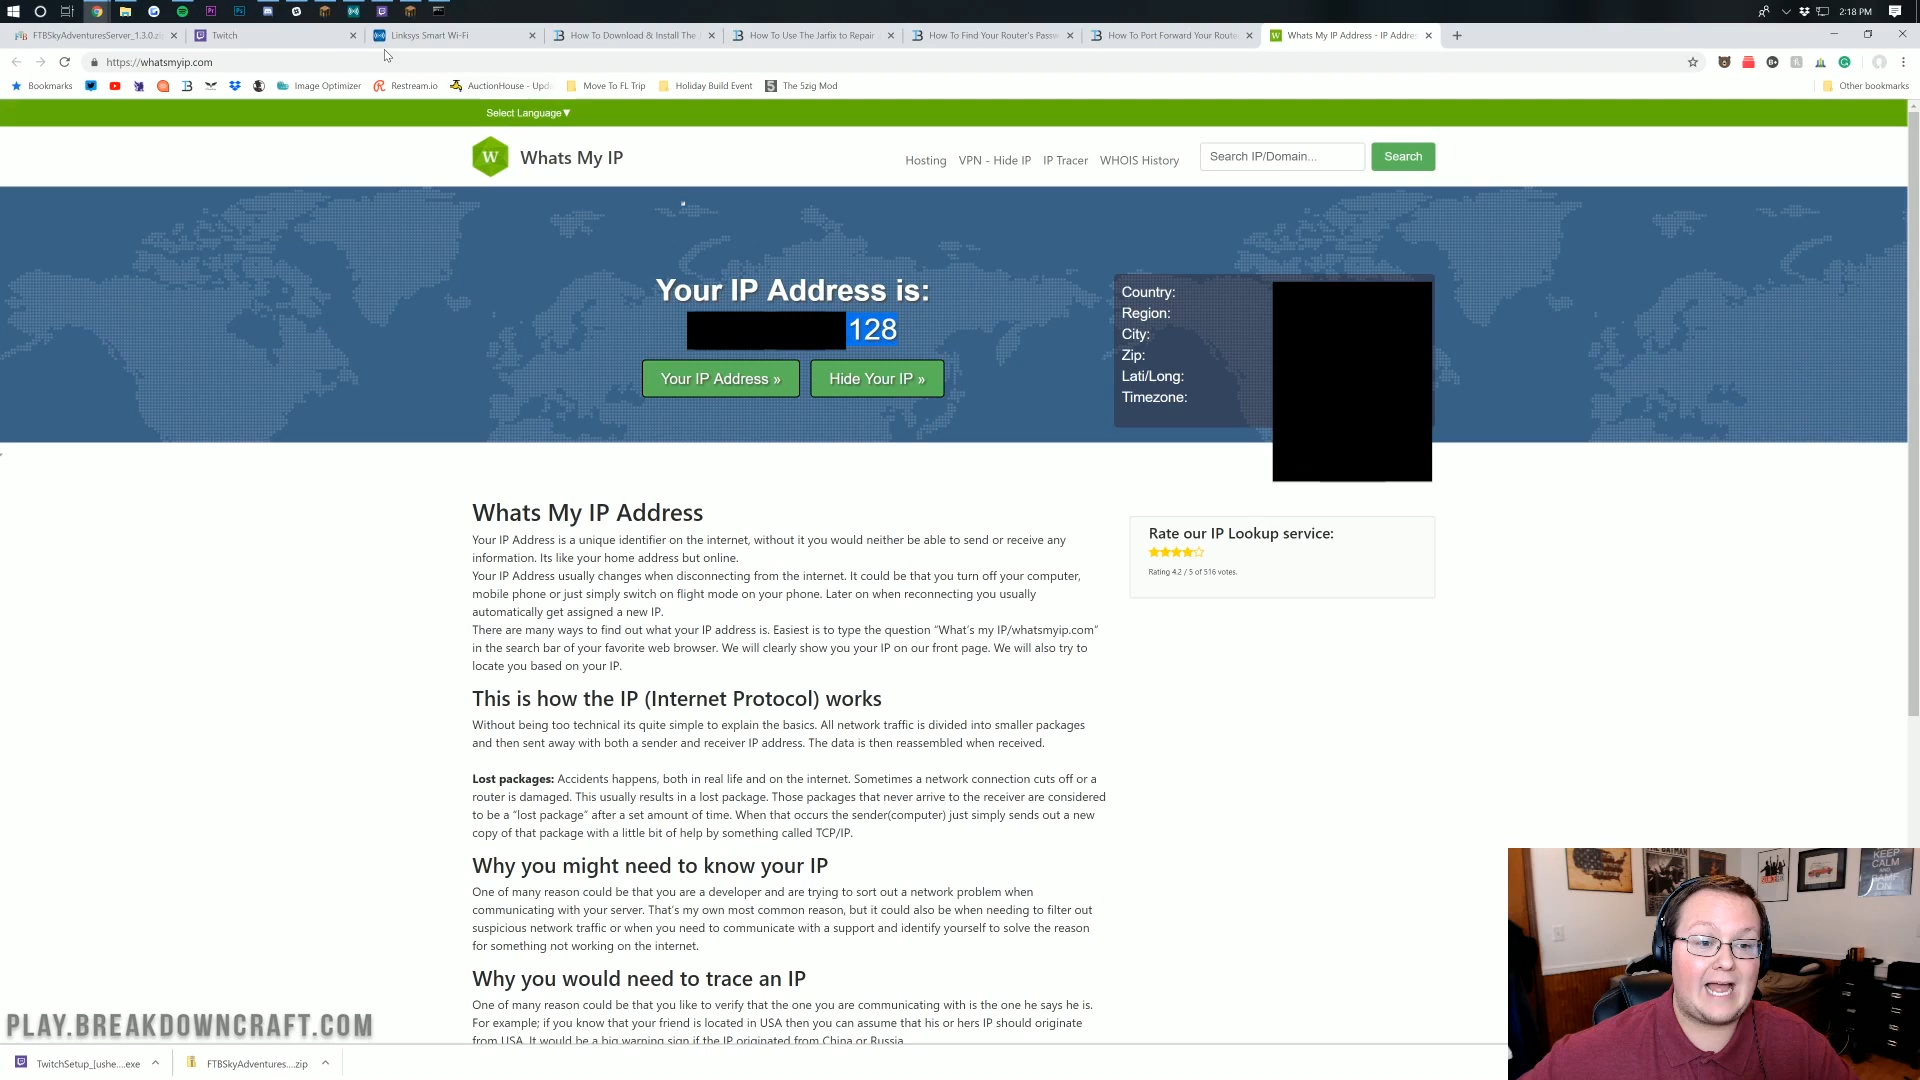 2:18 PM
FTBSkyAdventuresServer_1.3.0.zi
Twitch
Linksys Smart Wi-Fi
How To Download & Install The J
How To Use The Jarfix to Repair
How To Find Your Router's Passw
How To Port Forward Your Route
Whats My IP Address - IP Addres
https://whatsmyip.com
Bookmarks
Image Optimizer
Restream.io
AuctionHouse - Upd
Move To FL Trip
Holiday Build Event
The 5zig Mod
Other bookmarks
Select Language▼
W
Whats My IP
Hosting
VPN - Hide IP
IP Tracer
WHOIS History
Search IP/Domain...
Search
Your IP Address is:
128
Your IP Address »
Hide Your IP »
Country:
Region:
City:
Zip:
Lati/Long:
Timezone:
Whats My IP Address
Your IP Address is a unique identifier on the internet, without it you would neither be able to send or receive any
information. Its like your home address but online.
Your IP Address usually changes when disconnecting from the internet. It could be that you turn off your computer,
mobile phone or just simply switch on flight mode on your phone. Later on when reconnecting you usually
automatically get assigned a new IP.
There are many ways to find out what your IP address is. Easiest is to type the question “What’s my IP/whatsmyip.com”
in the search bar of your favorite web browser. We will clearly show you your IP on our front page. We will also try to
locate you based on your IP.
Rate our IP Lookup service:
Rating 4.2 / 5 of 516 votes.
This is how the IP (Internet Protocol) works
Without being too technical its quite simple to explain the basics. All network traffic is divided into smaller packages
and then sent away with both a sender and receiver IP address. The data is then reassembled when received.
Lost packages: Accidents happens, both in real life and on the internet. Sometimes a network connection cuts off or a
router is damaged. This usually results in a lost package. Those packages that never arrive to the receiver are considered
to be a “lost package” after a set amount of time. When that occurs the sender(computer) just simply sends out a new
copy of that package with a little bit of help by something called TCP/IP.
Why you might need to know your IP
One of many reason could be that you are a developer and are trying to sort out a network problem when
communicating with your server. That’s my own most common reason, but it could also be when needing to filter out
suspicious network traffic or when you need to communicate with a support and identify yourself to solve the reason
for something not working on the internet.
Why you would need to trace an IP
One of many reason could be that you like to verify that the one you are communicating with is the one he says he is.
For example; if you know that your friend is located in USA then you can assume that his or hers IP should originate
from USA. It would be a big warning sign if the IP originated from China or Russia.
PLAY.BREAKDOWNCRAFT.COM
TwitchSetup_[ushe....exe
FTBSkyAdventures....zip
KEEP
CALM
AND
GAME
ON